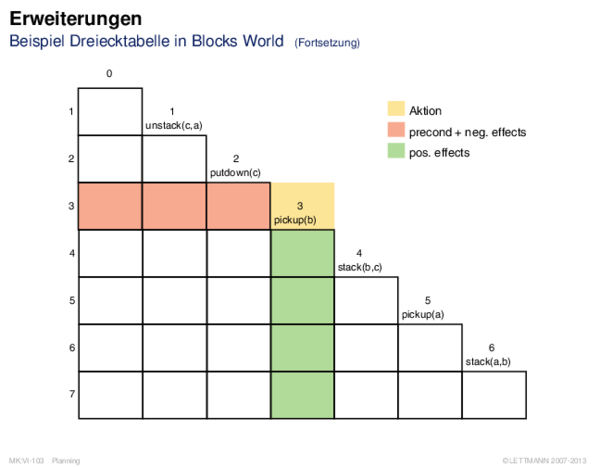 Erweiterungen
Beispiel Dreiecktabelle in Blocks World (Fortsetzung)
0
1
1
unstack(c,a)
Aktion
precond + neg. effects
pos. effects
2
2
putdown(c)
3
3
pickup(b)
4
4
stack(b,c)
5
5
pickup(a)
6
6
stack(a,b)
7
MK:VI-103 Planning
©LETTMANN 2007-2013